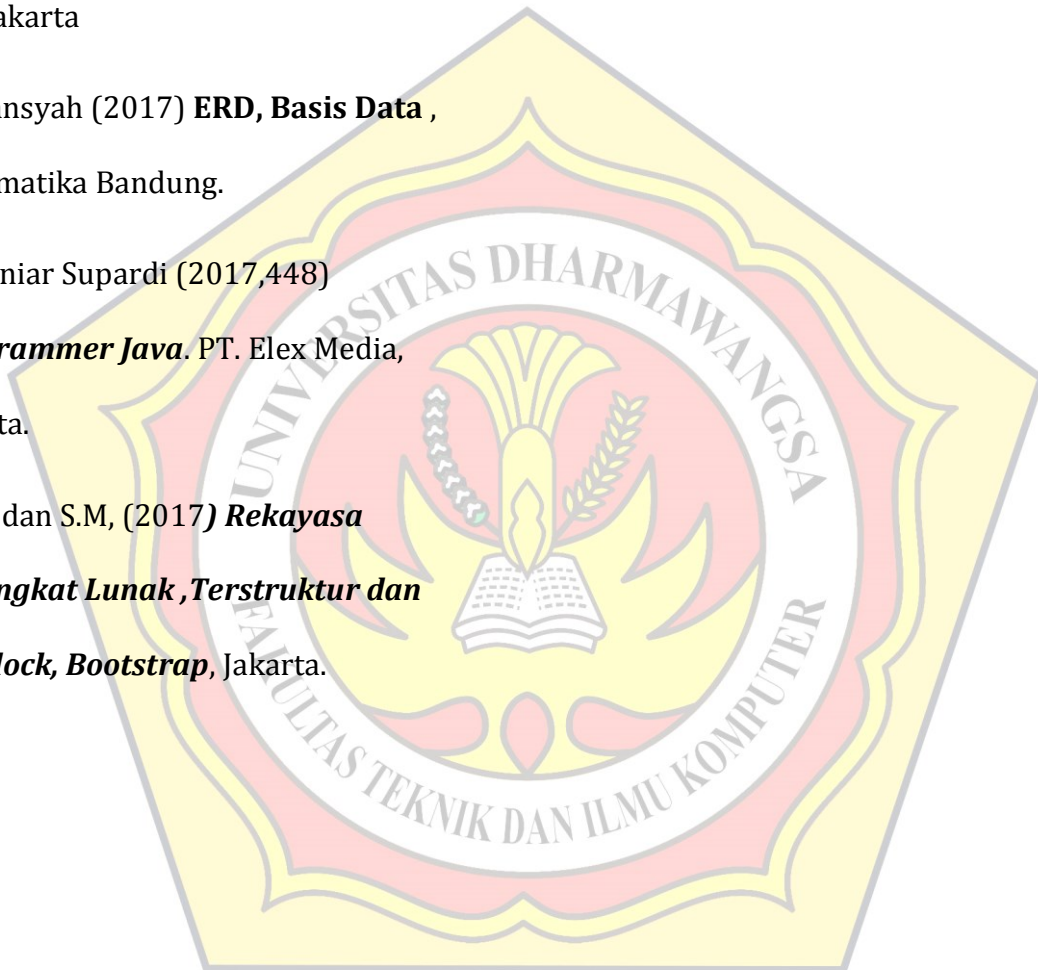 akarta
ansyah (2017) ERD, Basis Data ,
matika Bandung.
niar Supardi (2017,448)
rammer Java. PT. Elex Media,
ta.
dan S.M, (2017) Rekayasa
ngkat Lunak ,Terstruktur dan
lock, Bootstrap, Jakarta.
UNIVERSITAS DHARMAWANGSA
FAKULTAS TEKNIK DAN ILMU KOMPUTER